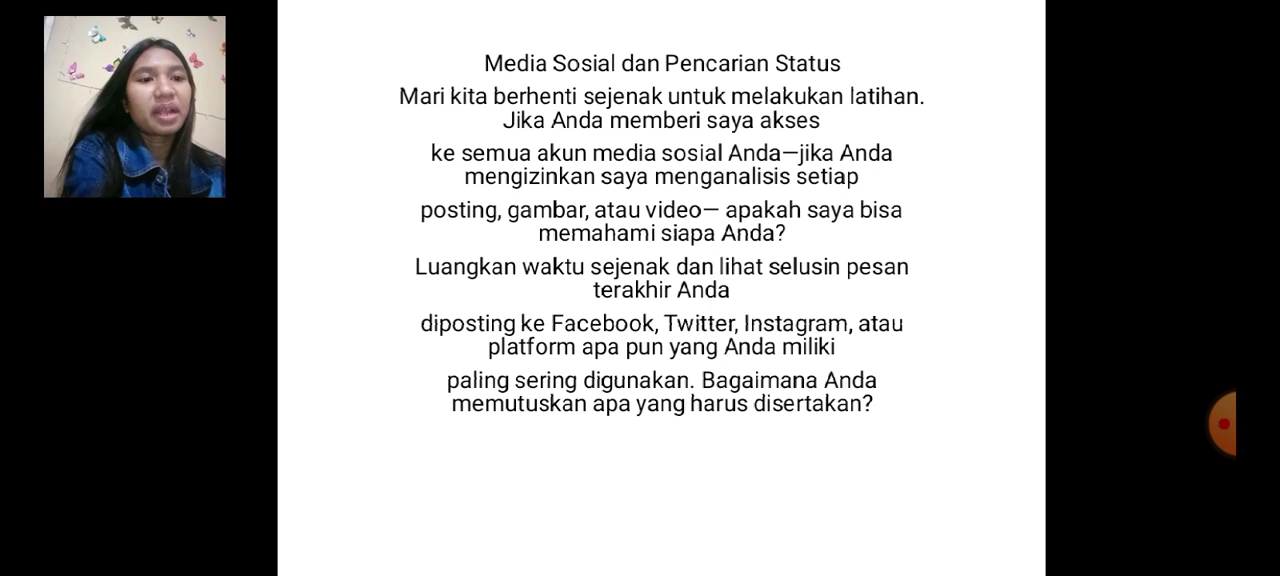 Media Sosial dan Pencarian Status
Mari kita berhenti sejenak untuk melakukan latihan.
Jika Anda memberi saya akses
ke semua akun media sosial Anda—jika Anda
mengizinkan saya menganalisis setiap
posting, gambar, atau video— apakah saya bisa
memahami siapa Anda?
Luangkan waktu sejenak dan lihat selusin pesan
terakhir Anda
diposting ke Facebook, Twitter, Instagram, atau
platform apa pun yang Anda miliki
paling sering digunakan. Bagaimana Anda
memutuskan apa yang harus disertakan?